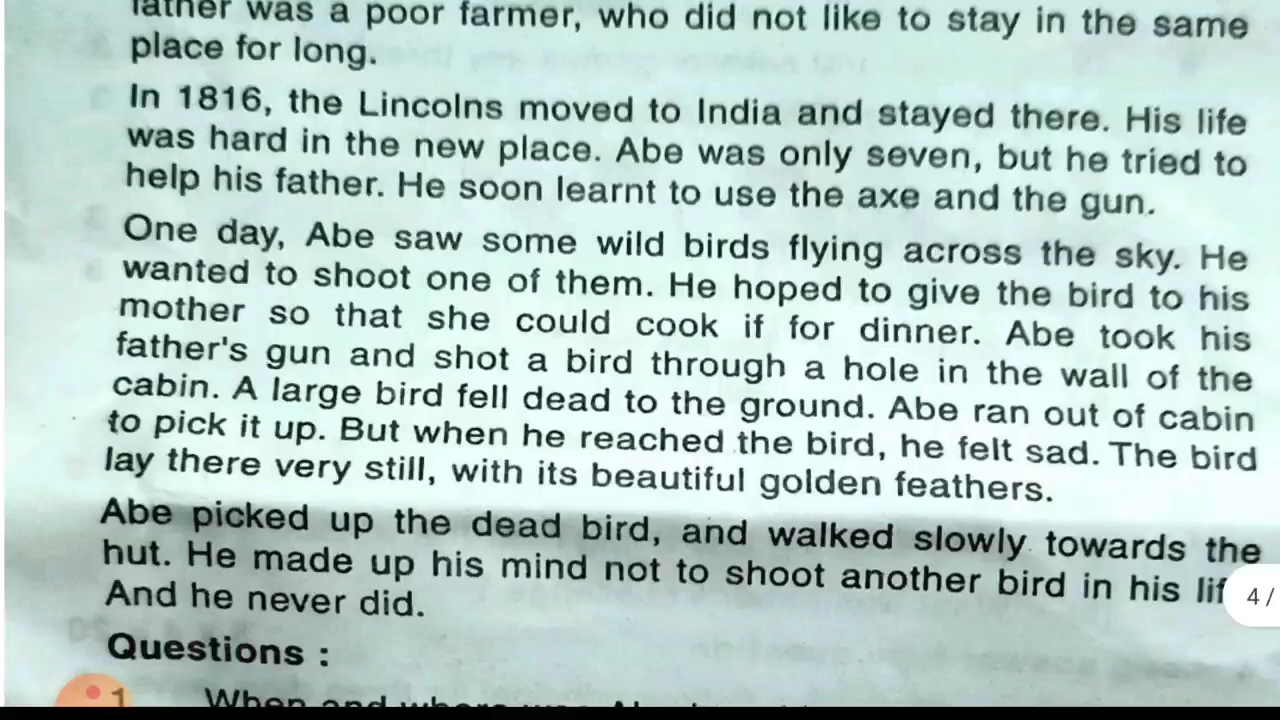 father was a poor farmer, who did not like to stay in the same
place for long.
In 1816, the Lincolns moved to India and stayed there. His life
was hard in the new place. Abe was only seven, but he tried to
help his father. He soon learnt to use the axe and the gun.
One day, Abe saw some wild birds flying across the sky. He
wanted to shoot one of them. He hoped to give the bird to his
mother so that she could cook if for dinner. Abe took his
father's gun and shot a bird through a hole in the wall of the
cabin. A large bird fell dead to the ground. Abe ran out of cabin
to pick it up. But when he reached the bird, he felt sad. The bird
lay there very still, with its beautiful golden feathers.
Abe picked up the dead bird, and walked slowly towards the
hut. He made up his mind not to shoot another bird in his
And he never did.
4 /
Questions :
1 When and where was